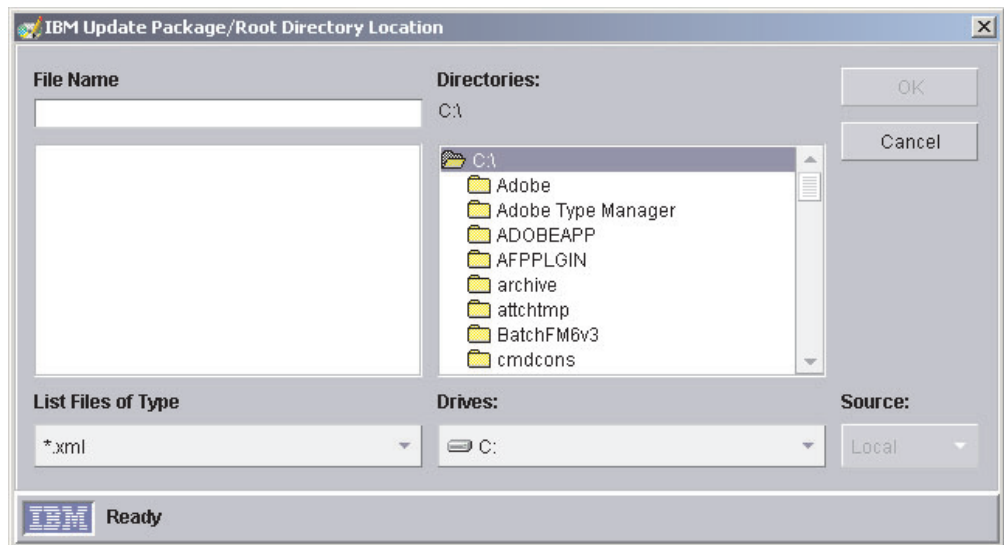 IBM Update Package/Root Directory Location
File Name
Directories:
C:\
OK
Cancel
C:\
Adobe
Adobe Type Manager
ADOBEAPP
AFPPLGIN
archive
attchtmp
BatchFM6v3
cmdcons
List Files of Type
Drives:
Source:
*.xml
C:
Local
IBM
Ready